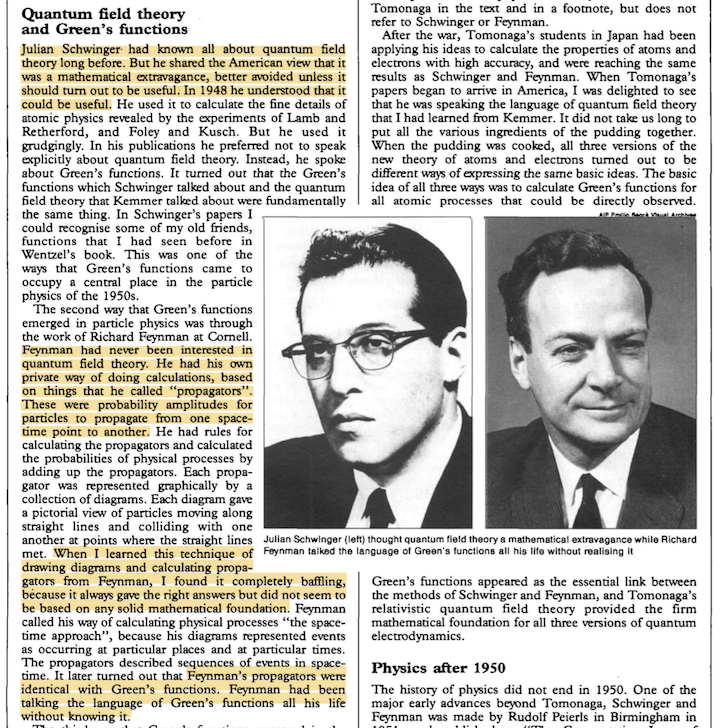 Quantum field theory
and Green's functions
Julian Schwinger had known all about quantum field
theory long before. But he shared the American view that it
was a mathematical extravagance, better avoided unless it
should turn out to be useful. In 1948 he understood that it
could be useful. He used it to calculate the fine details of
atomic physics revealed by the experiments of Lamb and
Retherford, and Foley and Kusch. But he used it
grudgingly. In his publications he preferred not to speak
explicitly about quantum field theory. Instead, he spoke
about Green's functions. It turned out that the Green's
functions which Schwinger talked about and the quantum
field theory that Kemmer talked about were fundamentally
the same thing. In Schwinger's papers I
could recognise some of my old friends,
functions that I had seen before in
Wentzel's book. This was one of the
ways that Green's functions came to
occupy a central place in the particle
physics of the 1950s.
The second way that Green's functions
emerged in particle physics was through
the work of Richard Feynman at Cornell.
Feynman had never been interested in
quantum field theory. He had his own
private way of doing calculations, based
on things that he called "propagators".
These were probability amplitudes for
particles to propagate from one space-
time point to another. He had rules for
calculating the propagators and calculated
the probabilities of physical processes by
adding up the propagators. Each propa-
gator was represented graphically by a
collection of diagrams. Each diagram gave
a pictorial view of particles moving along
straight lines and colliding with one
another at points where the straight lines
met. When I learned this technique of
drawing diagrams and calculating propa-
gators from Feynman, I found it completely baffling,
because it always gave the right answers but did not seem to
be based on any solid mathematical foundation. Feynman
called his way of calculating physical processes "the space-
time approach", because his diagrams represented events
as occurring at particular places and at particular times.
The propagators described sequences of events in space-
time. It later turned out that Feynman's propagators were
identical with Green's functions. Feynman had been
talking the language of Green's functions all his life
without knowing it.
Tomonaga in the text and in a footnote, but does not
refer to Schwinger or Feynman.
After the war, Tomonaga's students in Japan had been
applying his ideas to calculate the properties of atoms and
electrons with high accuracy, and were reaching the same
results as Schwinger and Feynman. When Tomonaga's
papers began to arrive in America, I was delighted to see
that he was speaking the language of quantum field theory
that I had learned from Kemmer. It did not take us long to
put all the various ingredients of the pudding together.
When the pudding was cooked, all three versions of the
new theory of atoms and electrons turned out to be
different ways of expressing the same basic ideas. The basic
idea of all three ways was to calculate Green's functions for
all atomic processes that could be directly observed.
AIP Emilio Segrè Visual Archives
Julian Schwinger (left) thought quantum field theory a mathematical extravagance while Richard
Feynman talked the language of Green's functions all his life without realising it
Green's functions appeared as the essential link between
the methods of Schwinger and Feynman, and Tomonaga's
relativistic quantum field theory provided the firm
mathematical foundation for all three versions of quantum
electrodynamics.
Physics after 1950
The history of physics did not end in 1950. One of the
major early advances beyond Tomonaga, Schwinger and
Feynman was made by Rudolf Peierls in Birmingham in